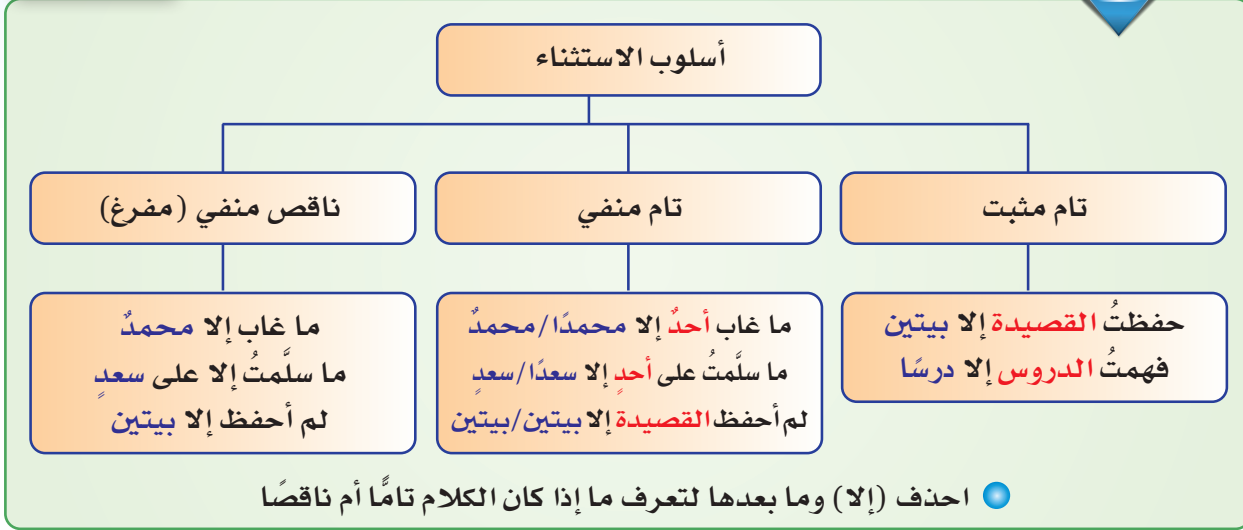 أسلوب الاستثناء
تام مثبت
تام منفي
ناقص منفي (مفرغ)
حفظتُ القصيدة إلا بيتين
فهمتُ الدروس إلا درسًا
ما غاب أحدٌ إلا محمدًا/محمدٌ
ما سلَّمتُ على أحدٍ إلا سعدًا/سعدٍ
لم أحفظ القصيدة إلا بيتين/بيتين
ما غاب إلا محمدٌ
ما سلَّمتُ إلا على سعدٍ
لم أحفظ إلا بيتين
احذف (إلا) وما بعدها لتعرف ما إذا كان الكلام تامًّا أم ناقصًا